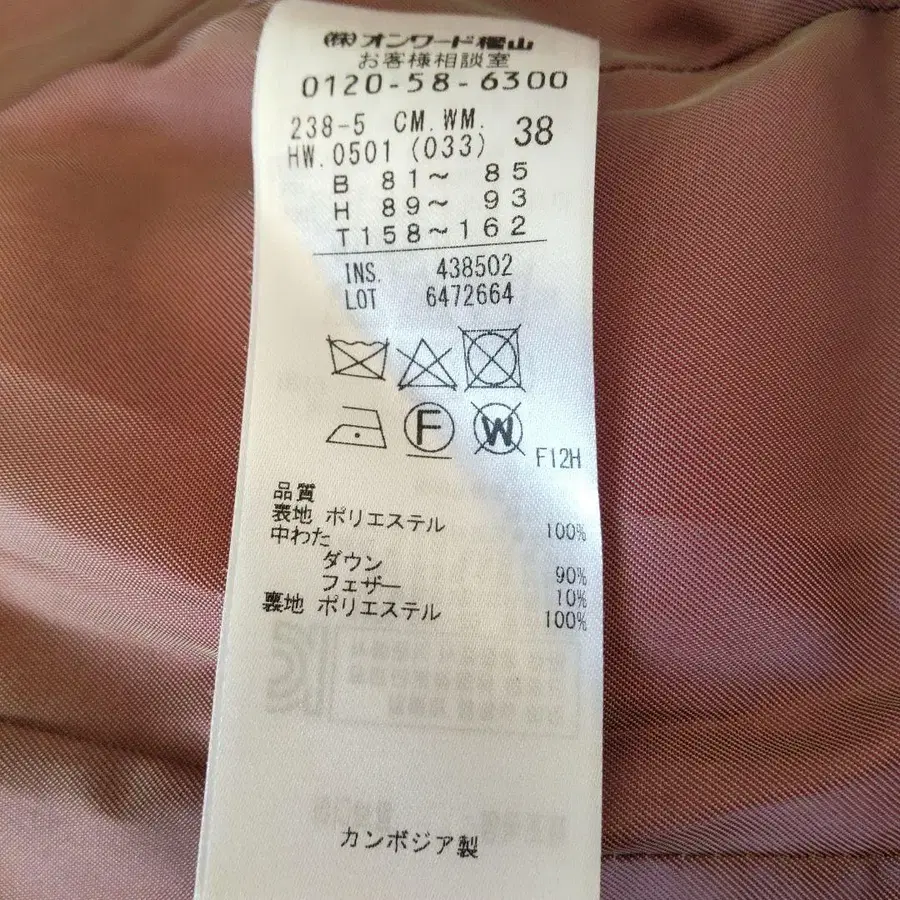 (株)オンワード樫山
お客様相談室
0120-58-6300
238-5 CM.WM. 38
HW.0501 (033)
B 81~ 85
H 89~ 93
T158~162
INS. 438502
LOT 6472664
F W
F12H
品質
表地 ポリエステル 100%
中わた
ダウン 90%
フェザー 10%
裏地 ポリエステル 100%
カンボジア製